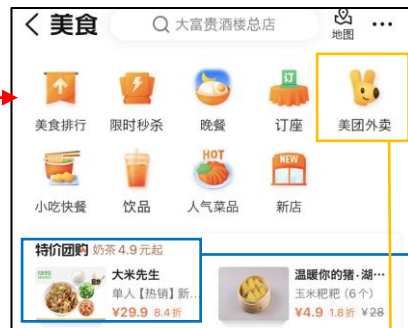 美食
大富贵酒楼总店
地图
美食排行
限时秒杀
晚餐
订座
美团外卖
订
HOT
NEW
小吃快餐
饮品
人气菜品
新店
特价团购 奶茶4.9元起
大米先生
单人【热销】新...
¥29.9 8.4折
温暖你的猪·湖...
玉米粑粑(6个)
¥4.9 1.8折 ¥28